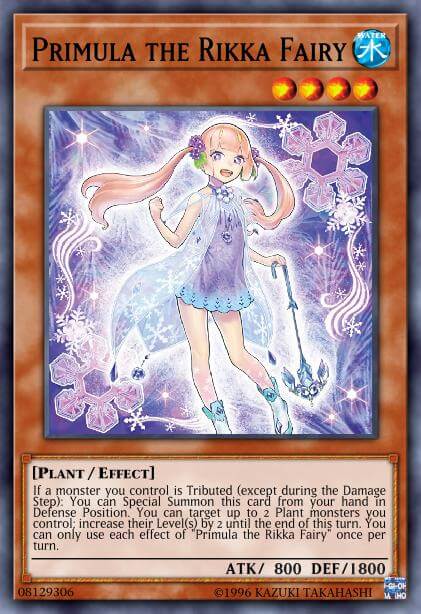 PRIMULA THE RIKKA FAIRY
WATER
水
[PLANT / EFFECT]
If a monster you control is Tributed (except during the Damage
Step): You can Special Summon this card from your hand in
Defense Position. You can target up to 2 Plant monsters you
control; increase their Level(s) by 2 until the end of this turn. You
can only use each effect of "Primula the Rikka Fairy" once per
turn.
ATK/ 800 DEF/1800
08129306
©1996 KAZUKI TAKAHASHI